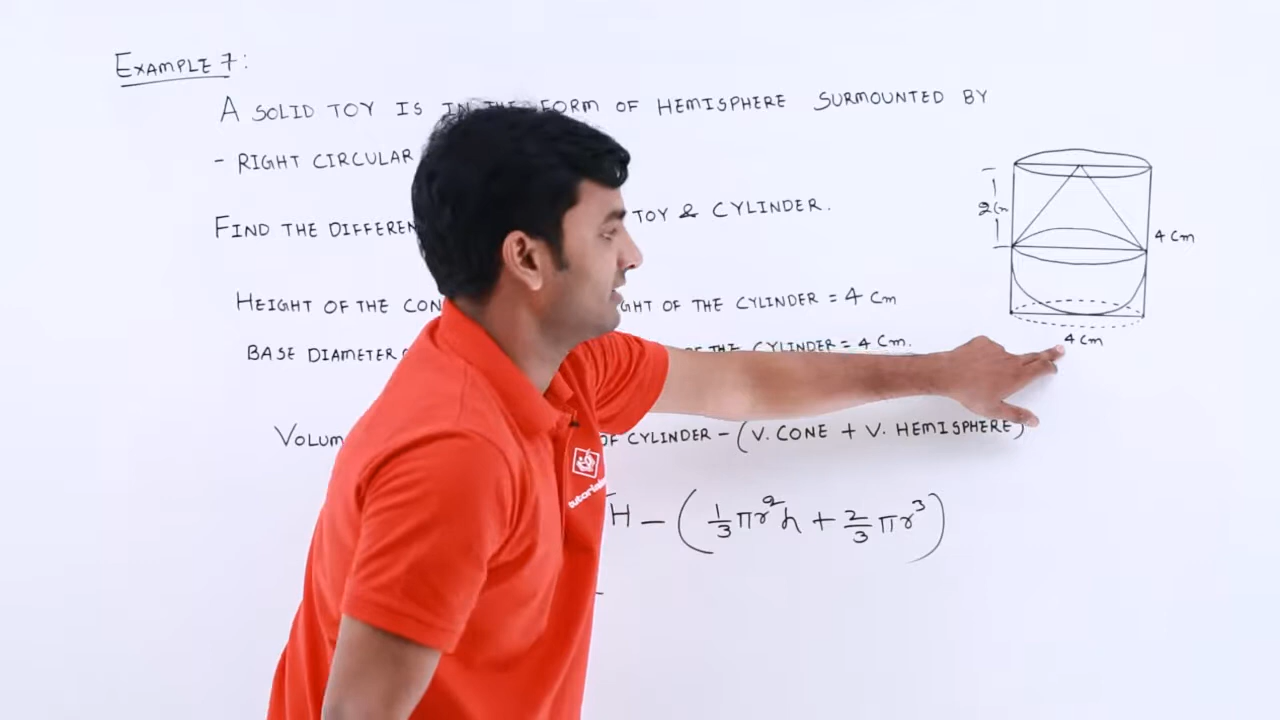 EXAMPLE 7:
A SOLID TOY IS IN THE FORM OF HEMISPHERE SURMOUNTED BY
- RIGHT CIRCULAR
FIND THE DIFFEREN TOY & CYLINDER.
HEIGHT OF THE CON GHT OF THE CYLINDER = 4 Cm
BASE DIAMETER OF THE CYLINDER = 4 Cm.
VOLUM OF CYLINDER - (V. CONE + V. HEMISPHERE)
H - (1/3 πr²h + 2/3 πr³)
2Cm
4 Cm
4 Cm